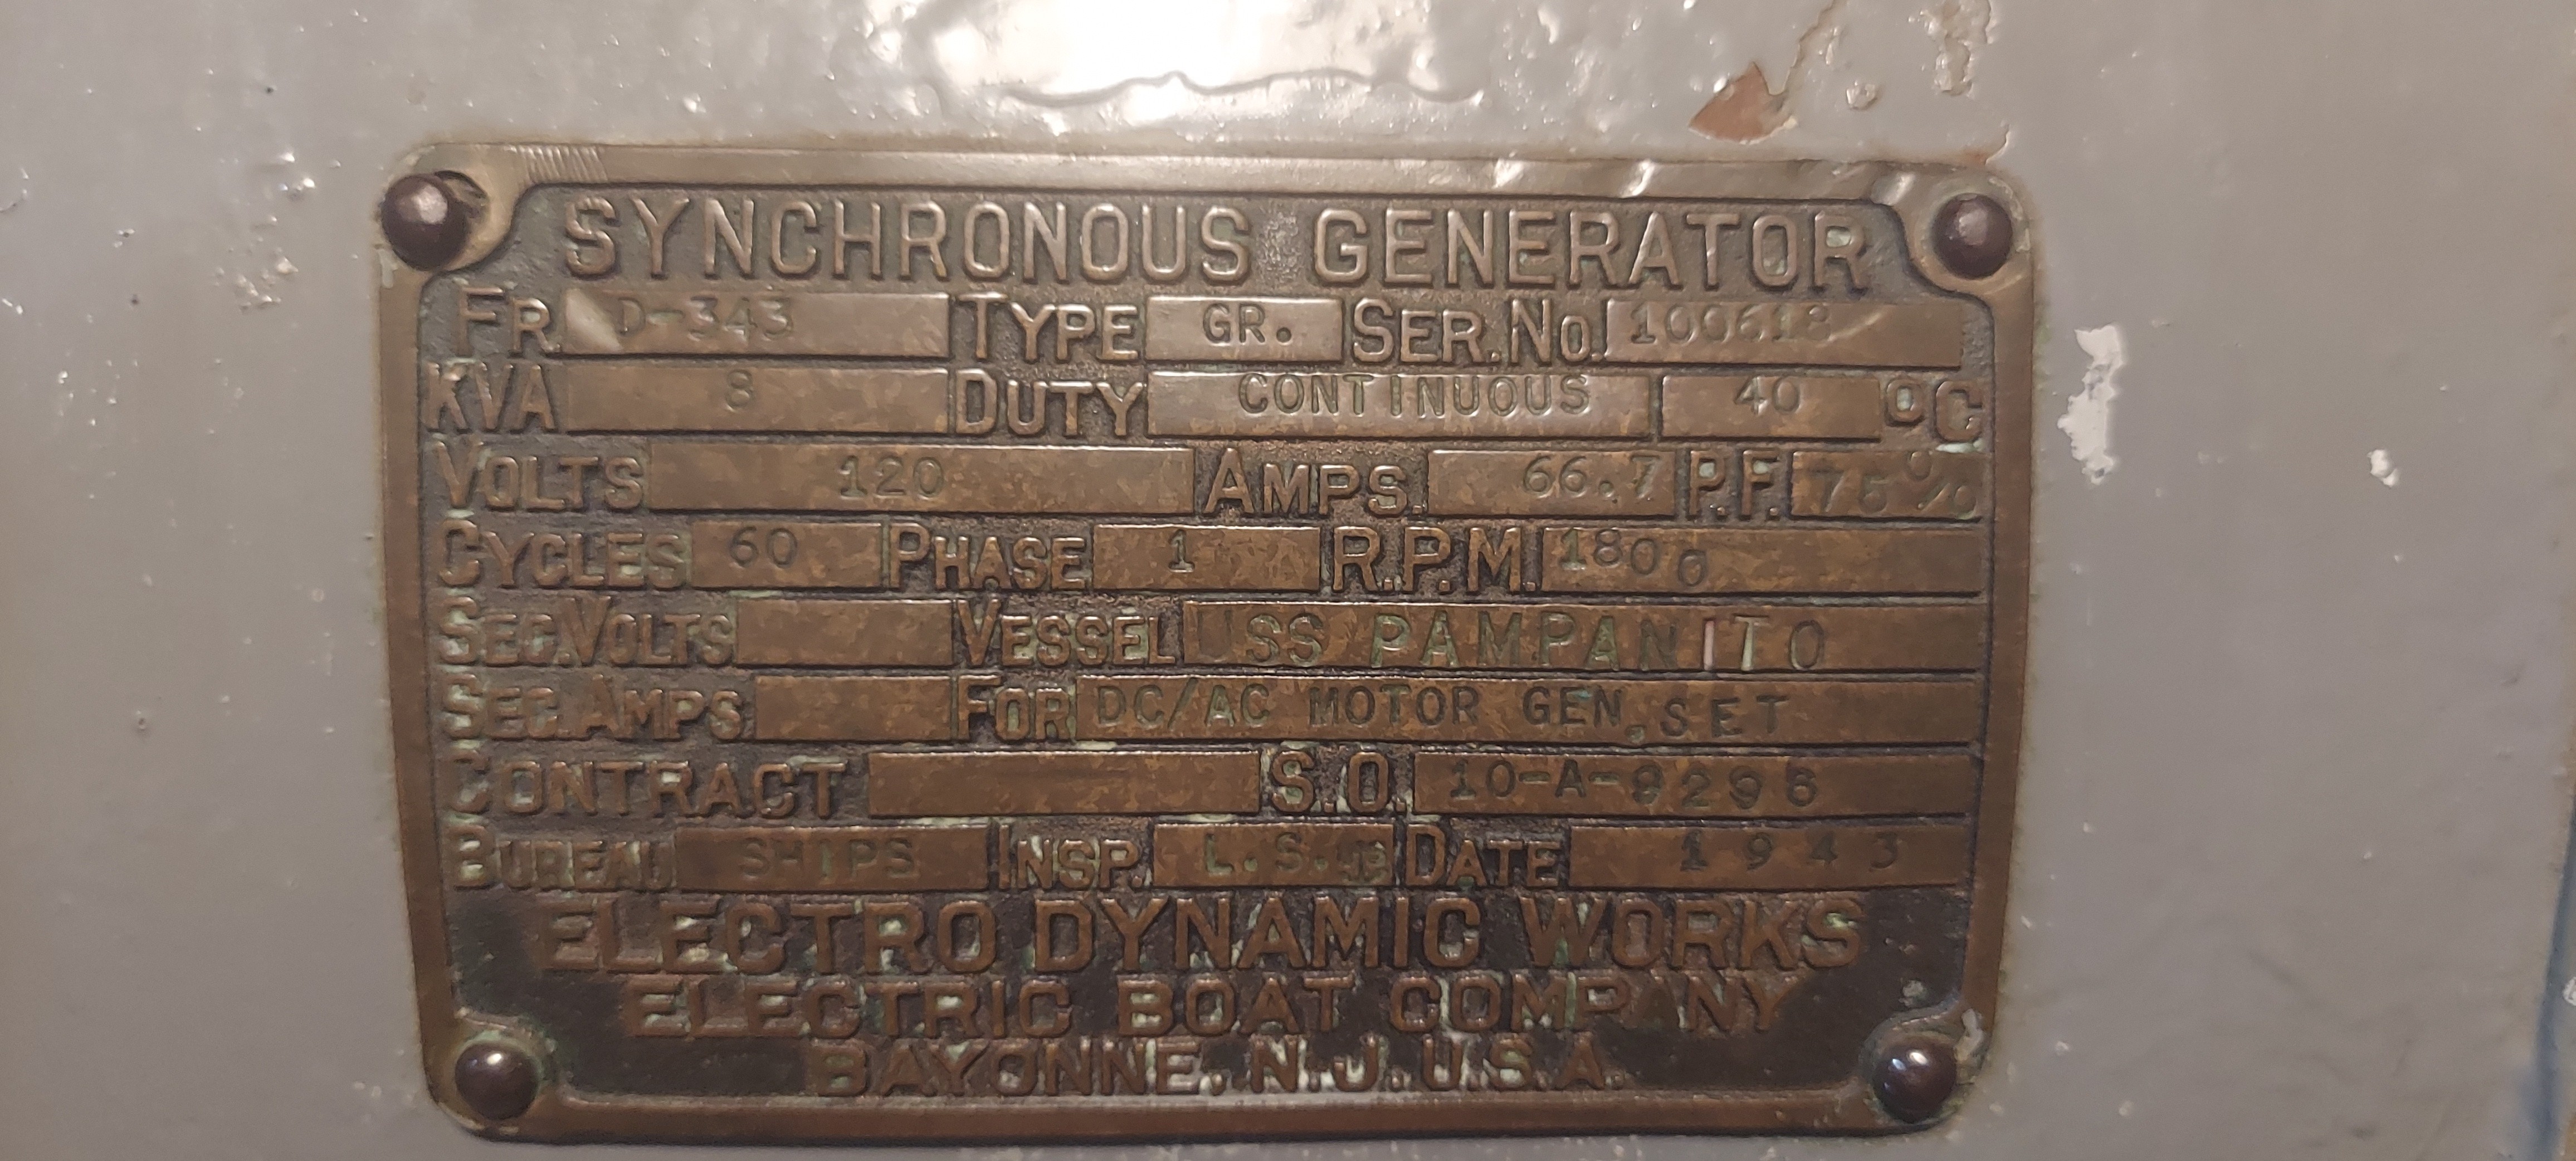 SYNCHRONOUS GENERATOR
FR. D-343 TYPE GR. SER. NO. 100618
KVA 8 DUTY CONTINUOUS 40 °C
VOLTS 120 AMPS. 66.7 P.F. 75%
CYCLES 60 PHASE 1 R.P.M. 1800
SEC. VOLTS VESSEL USS PAMPANITO
SEC. AMPS FOR DC/AC MOTOR GEN. SET
CONTRACT S.O. 10-A-9296
BUREAU SHIPS INSP. L.S. DATE 1943
ELECTRO DYNAMIC WORKS
ELECTRIC BOAT COMPANY
BAYONNE, N.J. U.S.A.